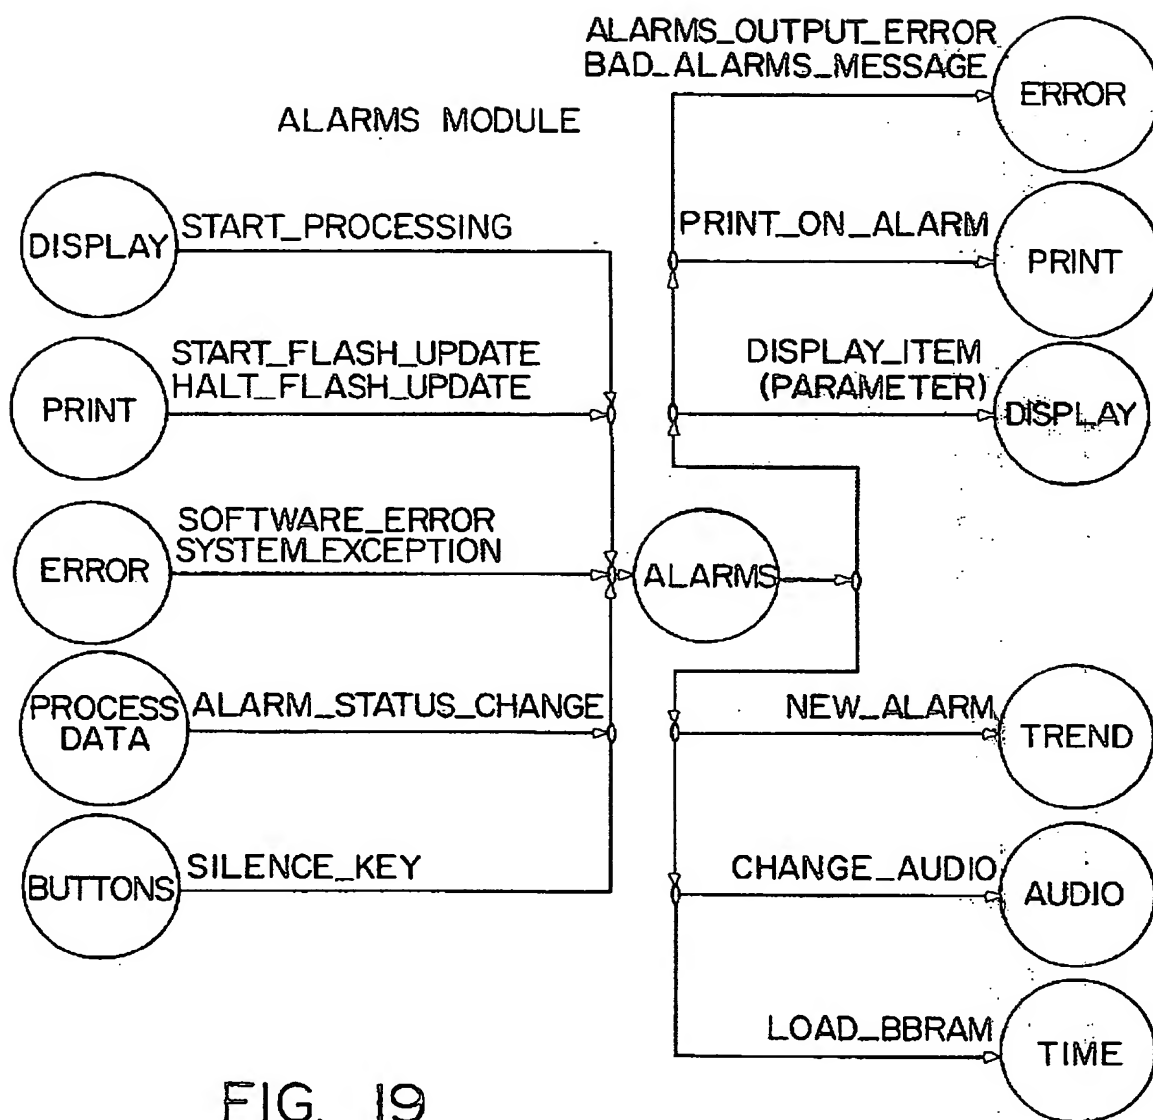 ALARMS MODULE
DISPLAY
START_PROCESSING
PRINT
START_FLASH_UPDATE
HALT_FLASH_UPDATE
ERROR
SOFTWARE_ERROR
SYSTEM_EXCEPTION
PROCESS
DATA
ALARM_STATUS_CHANGE
BUTTONS
SILENCE_KEY
ALARMS
ALARMS_OUTPUT_ERROR
BAD_ALARMS_MESSAGE
ERROR
PRINT_ON_ALARM
PRINT
DISPLAY_ITEM
(PARAMETER)
DISPLAY
NEW_ALARM
TREND
CHANGE_AUDIO
AUDIO
LOAD_BBRAM
TIME
FIG. 19